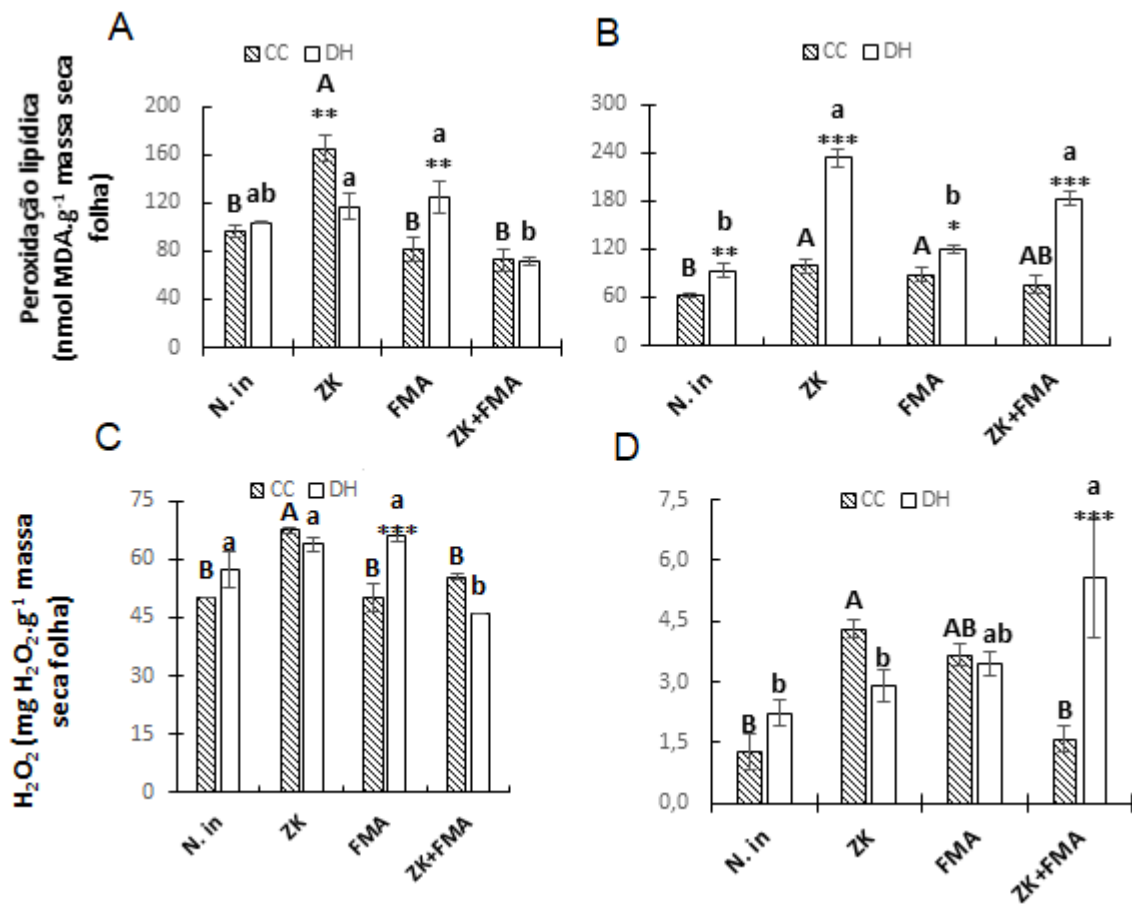 A
CC DH
Peroxidação lipídica
(nmol MDA.g⁻¹ massa seca
folha)
200
160
120
80
40
0
B
ab
A
**
a
B
a
**
B
b
N. in
ZK
FMA
ZK+FMA
B
CC DH
300
240
180
120
60
0
B
b
**
A
a
***
A
b
*
AB
a
***
N. in
ZK
FMA
ZK+FMA
C
CC DH
H₂O₂ (mg H₂O₂.g⁻¹ massa
seca folha)
75
60
45
30
15
0
B
a
A
a
B
a
***
B
b
N. in
ZK
FMA
ZK+FMA
D
CC DH
7,5
6,0
4,5
3,0
1,5
0,0
B
b
A
b
AB
ab
B
a
***
N. in
ZK
FMA
ZK+FMA